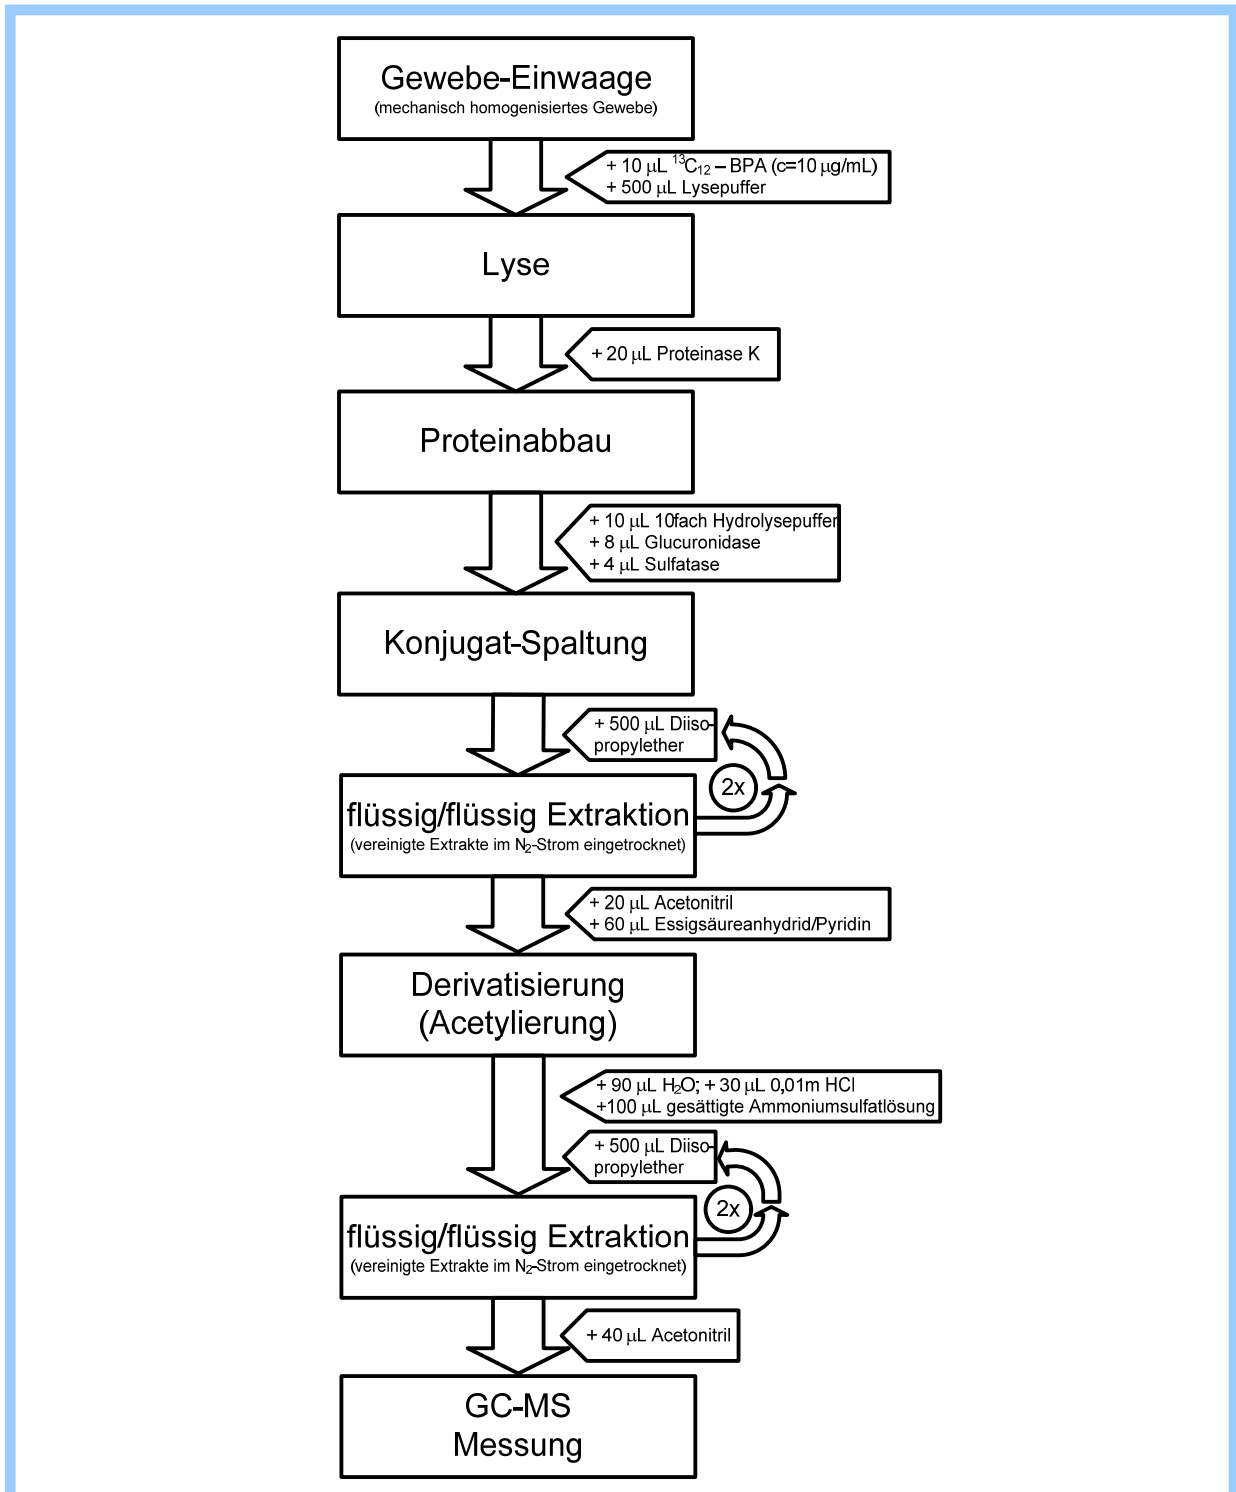 Gewebe-Einwaage
(mechanisch homogenisiertes Gewebe)
+ 10 µL ¹³C₁₂ – BPA (c=10 µg/mL)
+ 500 µL Lysepuffer
Lyse
+ 20 µL Proteinase K
Proteinabbau
+ 10 µL 10fach Hydrolysepuffer
+ 8 µL Glucuronidase
+ 4 µL Sulfatase
Konjugat-Spaltung
+ 500 µL Diiso-
propylether
2x
flüssig/flüssig Extraktion
(vereinigte Extrakte im N₂-Strom eingetrocknet)
+ 20 µL Acetonitril
+ 60 µL Essigsäureanhydrid/Pyridin
Derivatisierung
(Acetylierung)
+ 90 µL H₂O; + 30 µL 0,01m HCl
+100 µL gesättigte Ammoniumsulfatlösung
+ 500 µL Diiso-
propylether
2x
flüssig/flüssig Extraktion
(vereinigte Extrakte im N₂-Strom eingetrocknet)
+ 40 µL Acetonitril
GC-MS
Messung